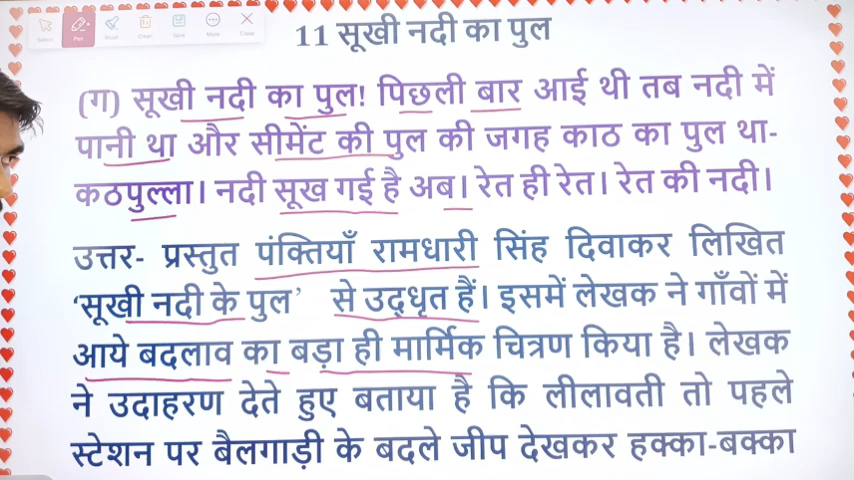 Select
Pen
Brush
Clean
Save
More
Close
11 सूखी नदी का पुल
(ग) सूखी नदी का पुल! पिछली बार आई थी तब नदी में
पानी था और सीमेंट की पुल की जगह काठ का पुल था-
कठपुल्ला। नदी सूख गई है अब। रेत ही रेत। रेत की नदी।
उत्तर- प्रस्तुत पंक्तियाँ रामधारी सिंह दिवाकर लिखित
‘सूखी नदी के पुल’ से उद्धृत हैं। इसमें लेखक ने गाँवों में
आये बदलाव का बड़ा ही मार्मिक चित्रण किया है। लेखक
ने उदाहरण देते हुए बताया है कि लीलावती तो पहले
स्टेशन पर बैलगाड़ी के बदले जीप देखकर हक्का-बक्का